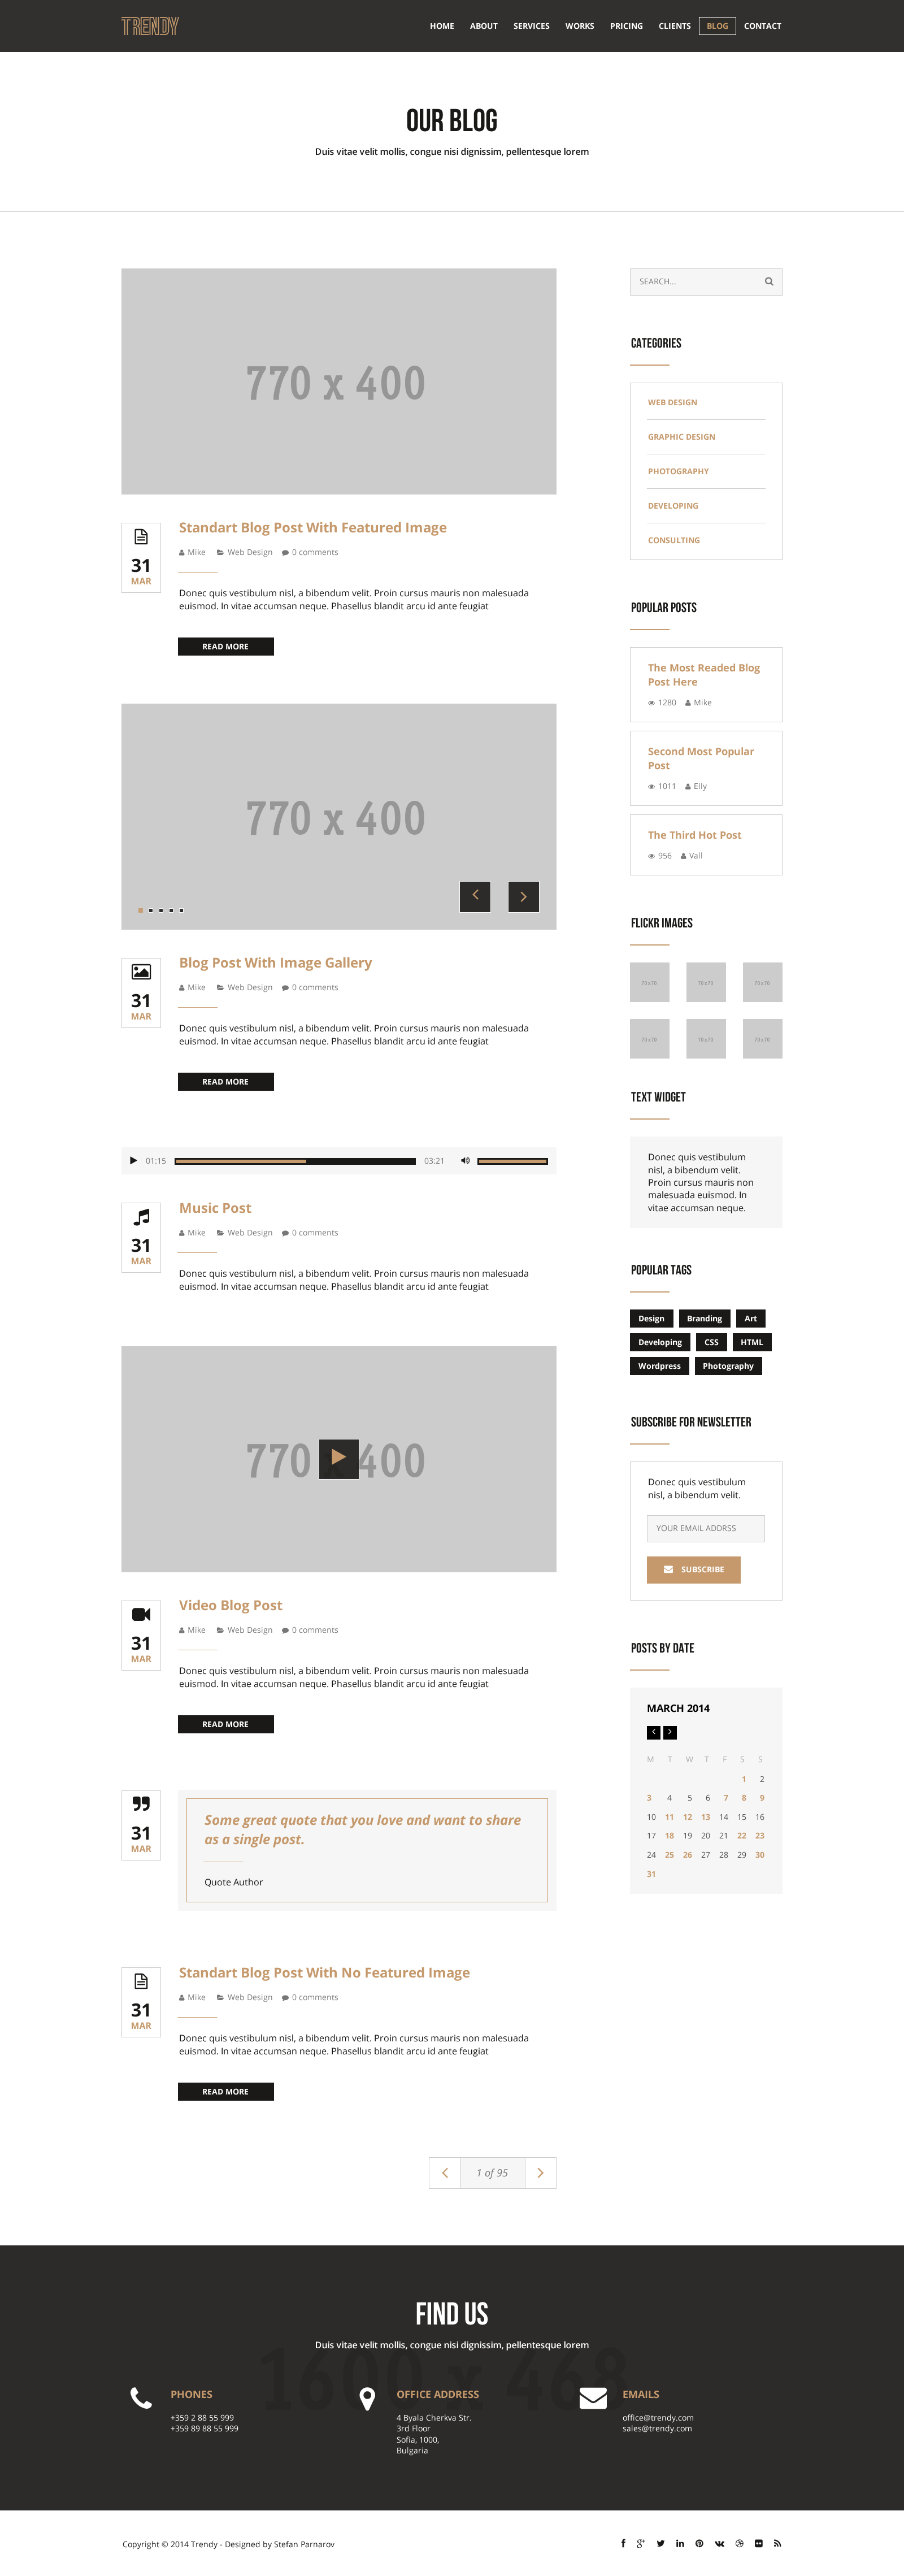 TRENDY
HOME ABOUT SERVICES WORKS PRICING CLIENTS BLOG CONTACT
OUR BLOG
Duis vitae velit mollis, congue nisi dignissim, pellentesque lorem
770 x 400
31
MAR
Standart Blog Post With Featured Image
Mike Web Design 0 comments
Donec quis vestibulum nisl, a bibendum velit. Proin cursus mauris non malesuada
euismod. In vitae accumsan neque. Phasellus blandit arcu id ante feugiat
READ MORE
770 x 400
31
MAR
Blog Post With Image Gallery
Mike Web Design 0 comments
Donec quis vestibulum nisl, a bibendum velit. Proin cursus mauris non malesuada
euismod. In vitae accumsan neque. Phasellus blandit arcu id ante feugiat
READ MORE
01:15 03:21
31
MAR
Music Post
Mike Web Design 0 comments
Donec quis vestibulum nisl, a bibendum velit. Proin cursus mauris non malesuada
euismod. In vitae accumsan neque. Phasellus blandit arcu id ante feugiat
770 400
31
MAR
Video Blog Post
Mike Web Design 0 comments
Donec quis vestibulum nisl, a bibendum velit. Proin cursus mauris non malesuada
euismod. In vitae accumsan neque. Phasellus blandit arcu id ante feugiat
READ MORE
31
MAR
Some great quote that you love and want to share
as a single post.
Quote Author
31
MAR
Standart Blog Post With No Featured Image
Mike Web Design 0 comments
Donec quis vestibulum nisl, a bibendum velit. Proin cursus mauris non malesuada
euismod. In vitae accumsan neque. Phasellus blandit arcu id ante feugiat
READ MORE
1 of 95
SEARCH...
CATEGORIES
WEB DESIGN
GRAPHIC DESIGN
PHOTOGRAPHY
DEVELOPING
CONSULTING
POPULAR POSTS
The Most Readed Blog
Post Here
1280 Mike
Second Most Popular
Post
1011 Elly
The Third Hot Post
956 Vall
FLICKR IMAGES
70 x 70 70 x 70 70 x 70
70 x 70 70 x 70 70 x 70
TEXT WIDGET
Donec quis vestibulum
nisl, a bibendum velit.
Proin cursus mauris non
malesuada euismod. In
vitae accumsan neque.
POPULAR TAGS
Design Branding Art
Developing CSS HTML
Wordpress Photography
SUBSCRIBE FOR NEWSLETTER
Donec quis vestibulum
nisl, a bibendum velit.
YOUR EMAIL ADDRSS
SUBSCRIBE
POSTS BY DATE
MARCH 2014
M T W T F S S
1 2
3 4 5 6 7 8 9
10 11 12 13 14 15 16
17 18 19 20 21 22 23
24 25 26 27 28 29 30
31
FIND US
Duis vitae velit mollis, congue nisi dignissim, pellentesque lorem
1600 x 468
PHONES
+359 2 88 55 999
+359 89 88 55 999
OFFICE ADDRESS
4 Byala Cherkva Str.
3rd Floor
Sofia, 1000,
Bulgaria
EMAILS
office@trendy.com
sales@trendy.com
Copyright © 2014 Trendy - Designed by Stefan Parnarov